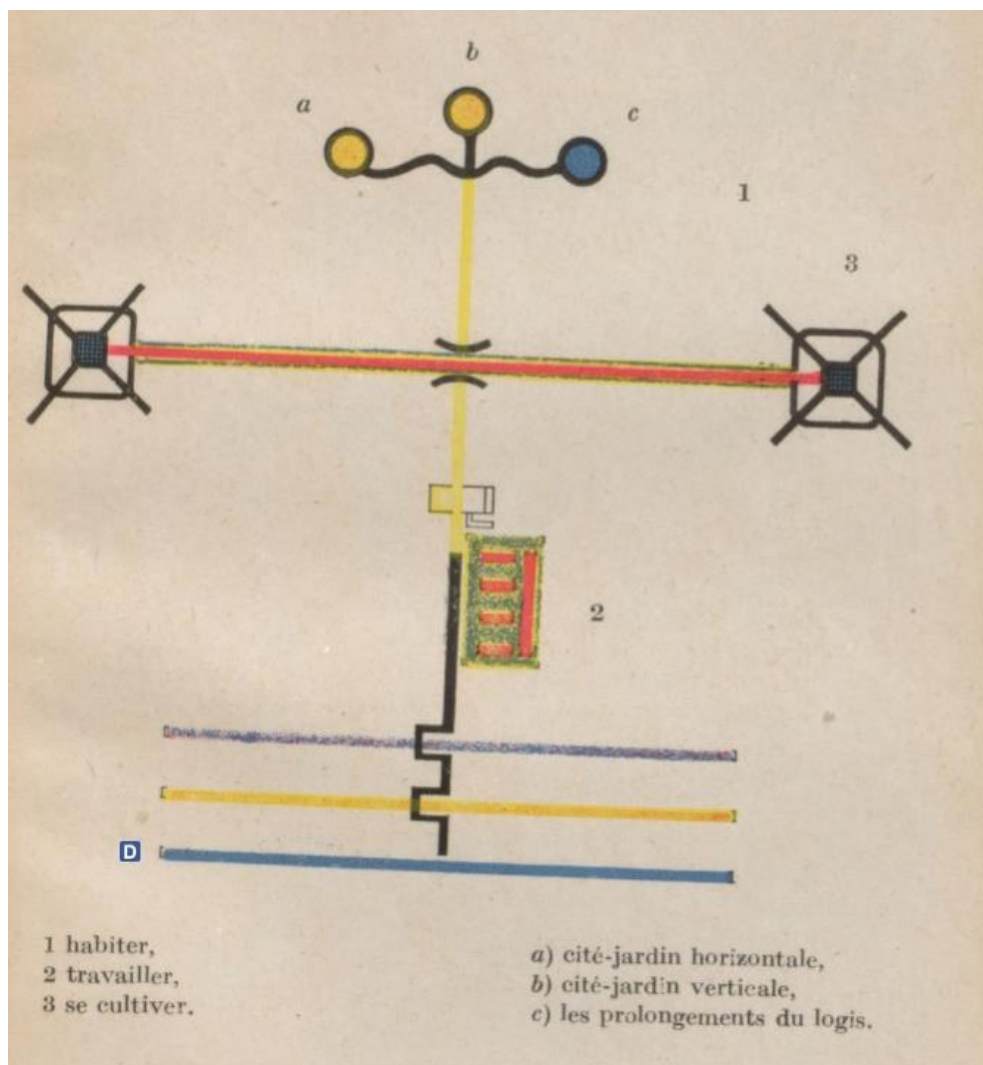 b
a
c
1
3
2
D
1 habiter,
2 travailler,
3 se cultiver.
a) cité-jardin horizontale,
b) cité-jardin verticale,
c) les prolongements du logis.